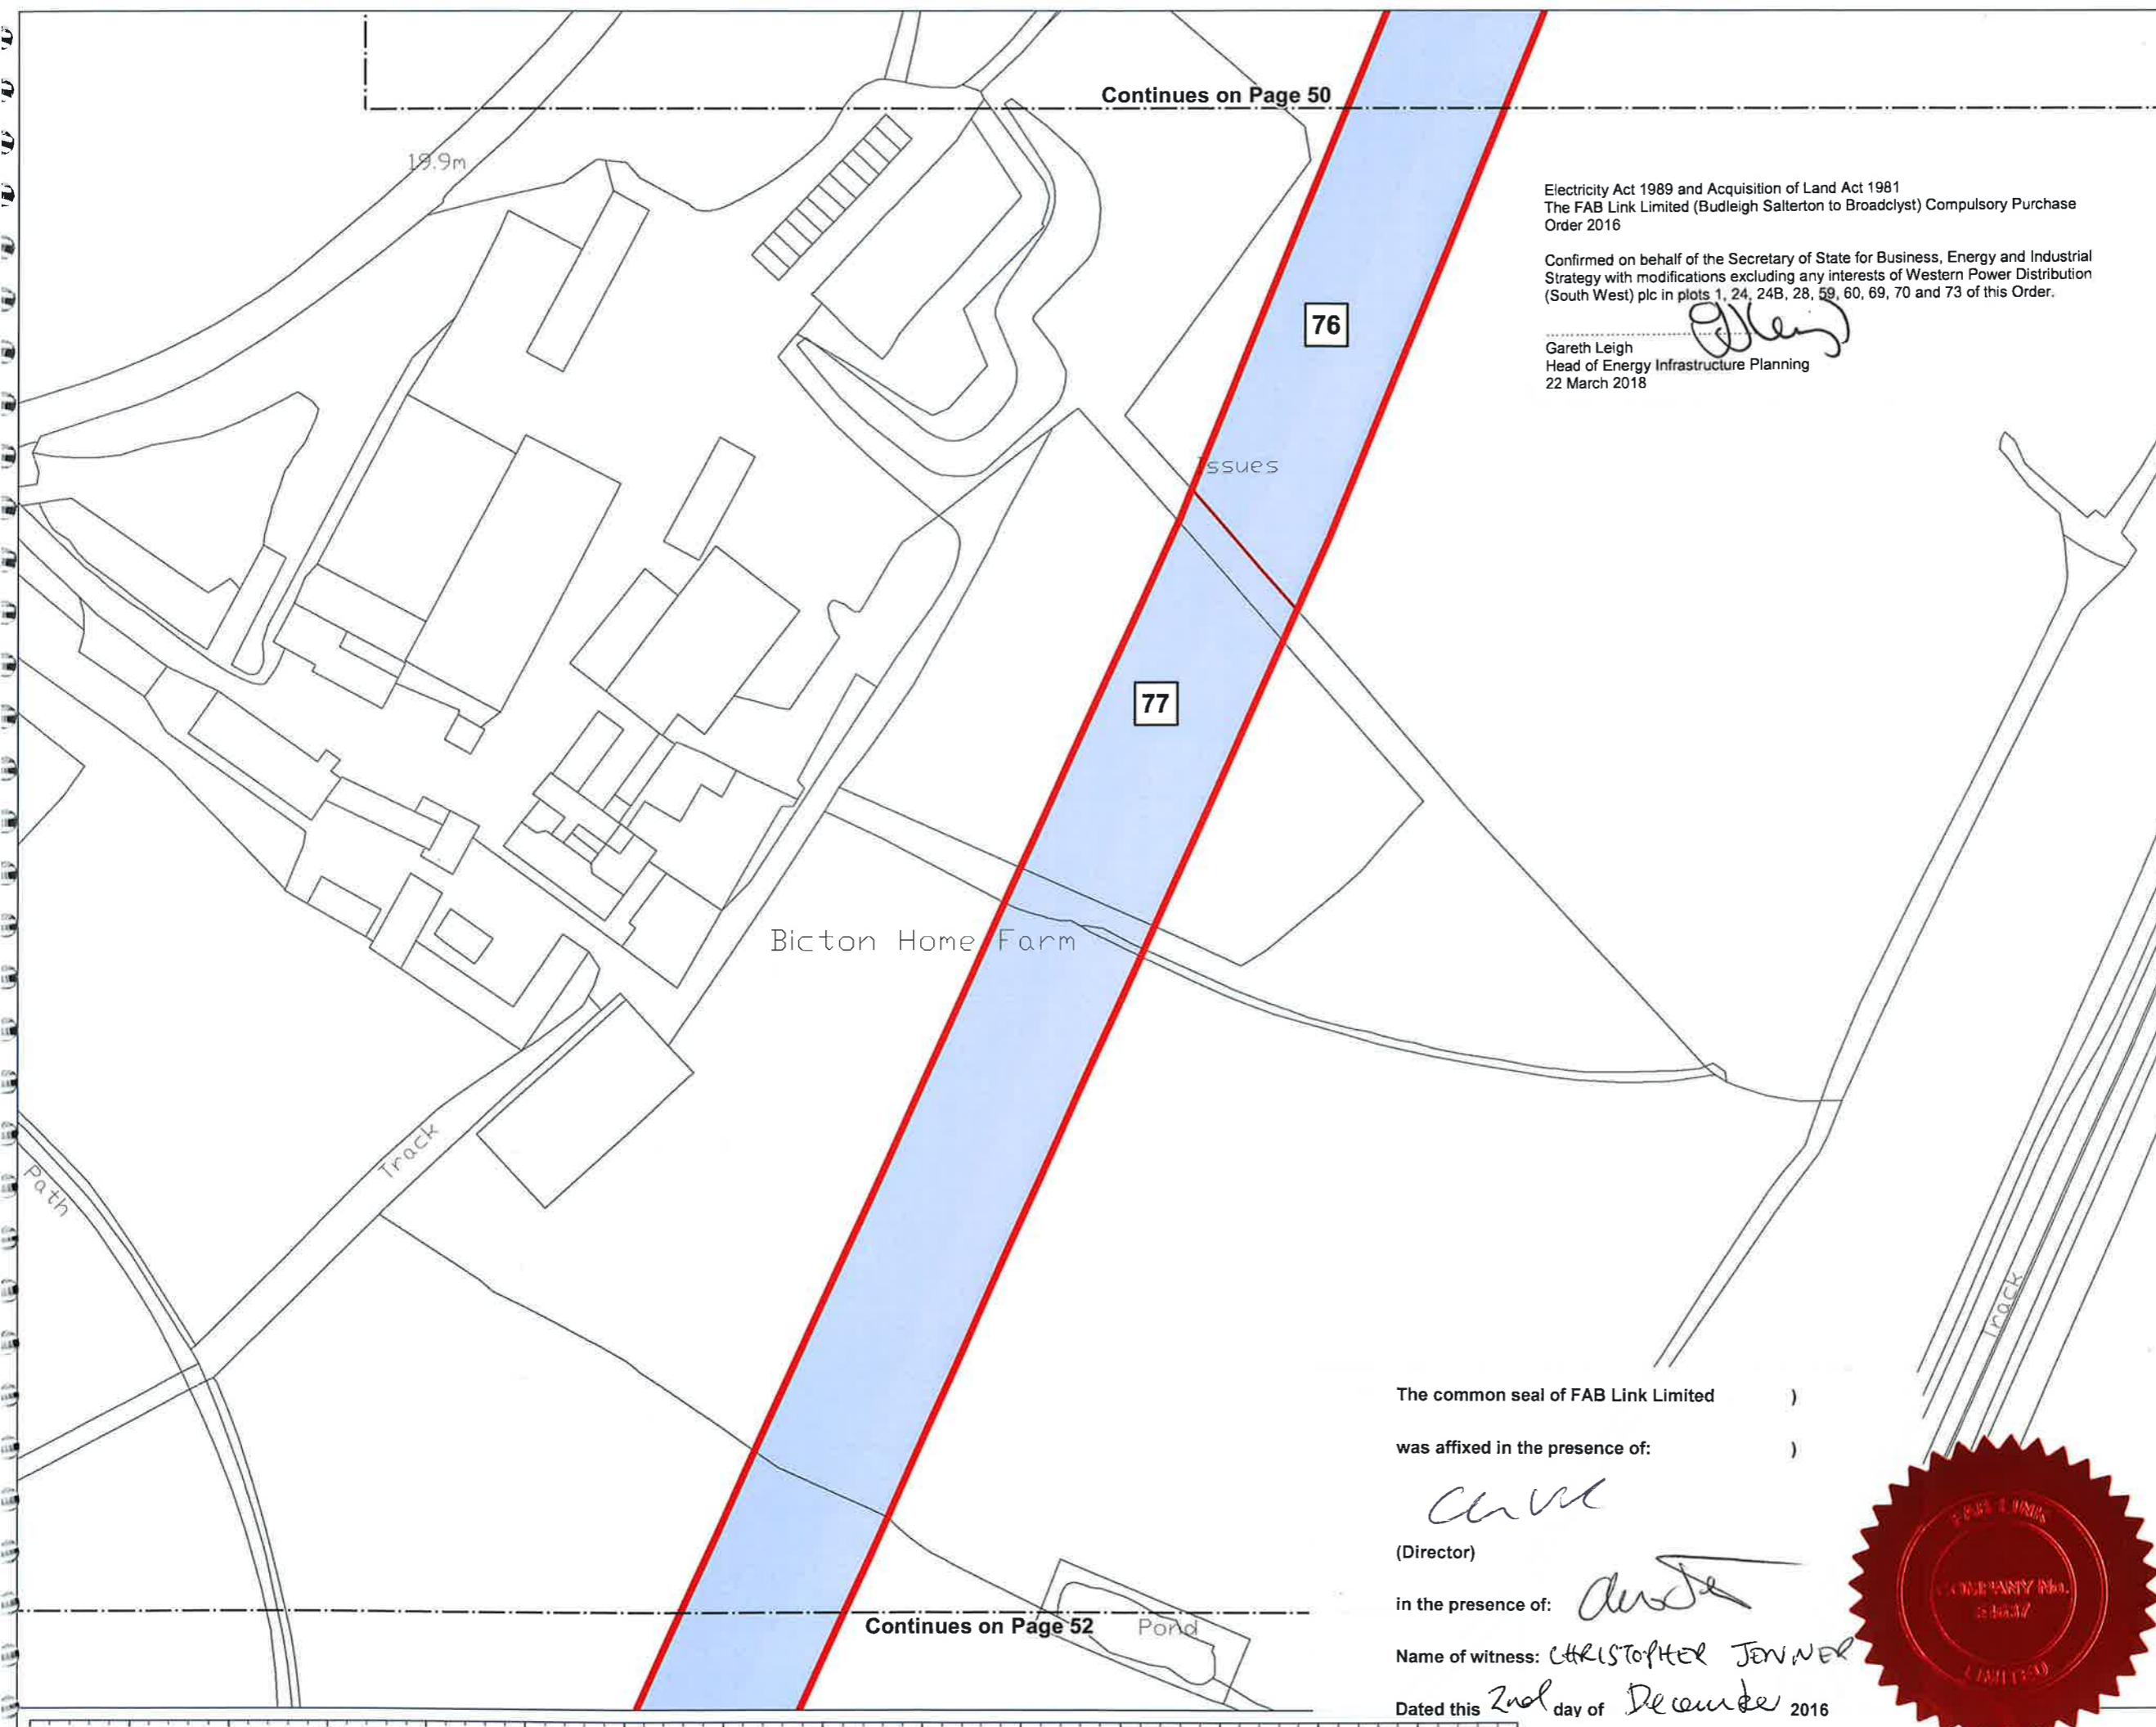 Continues on Page 50
19.9m
Electricity Act 1989 and Acquisition of Land Act 1981
The FAB Link Limited (Budleigh Salterton to Broadclyst) Compulsory Purchase
Order 2016
Confirmed on behalf of the Secretary of State for Business, Energy and Industrial
Strategy with modifications excluding any interests of Western Power Distribution
(South West) plc in plots 1, 24, 24B, 28, 59, 60, 69, 70 and 73 of this Order.
Gareth Leigh
Head of Energy Infrastructure Planning
22 March 2018
76
Issues
77
Bicton Home Farm
Track
Path
Track
The common seal of FAB Link Limited )
was affixed in the presence of: )
(Director)
in the presence of:
Name of witness: CHRISTOPHER JENNER
Dated this 2nd day of December 2016
FAB LINK
COMPANY No.
LIMITED
Continues on Page 52
Pond